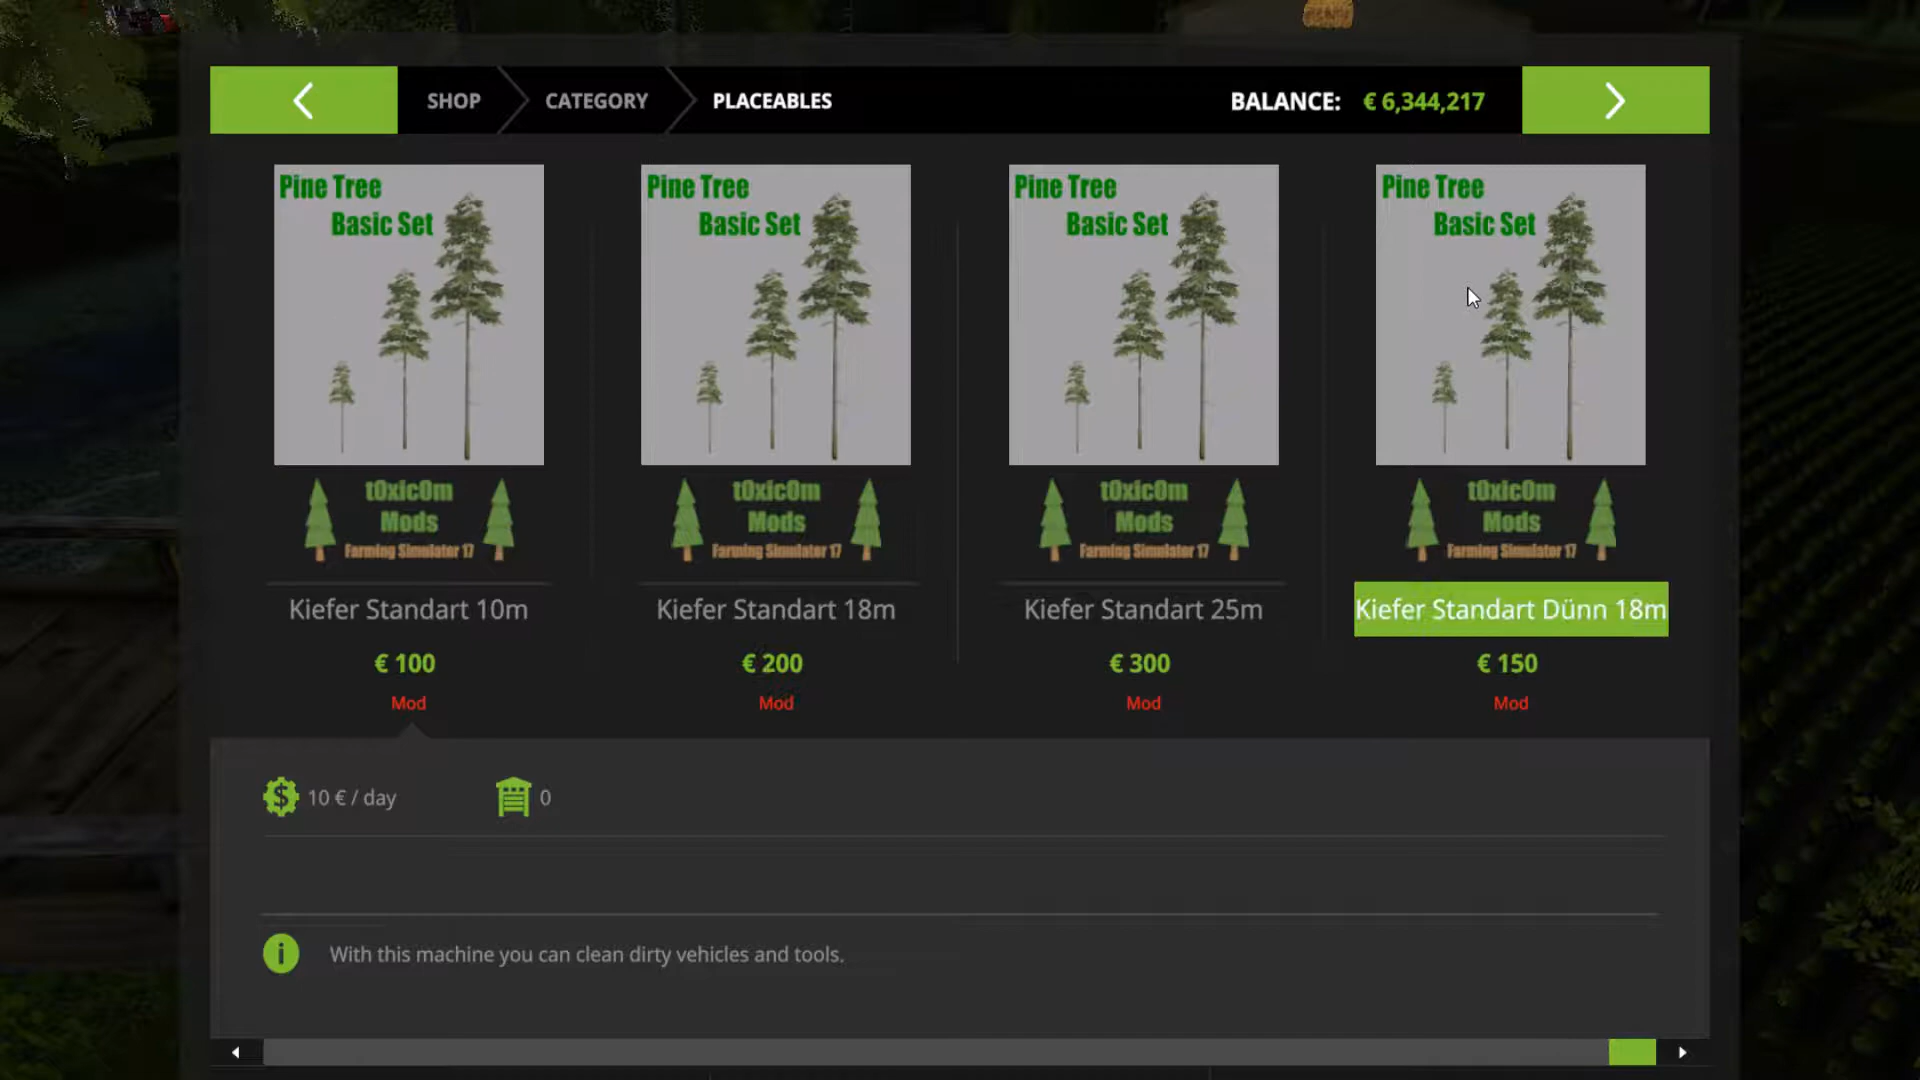 SHOP CATEGORY PLACEABLES BALANCE: € 6,344,217
Pine Tree
Basic Set
Pine Tree
Basic Set
Pine Tree
Basic Set
Pine Tree
Basic Set
t0xic0m
Mods
Farming Simulator 17
t0xic0m
Mods
Farming Simulator 17
t0xic0m
Mods
Farming Simulator 17
t0xic0m
Mods
Farming Simulator 17
Kiefer Standart 10m
Kiefer Standart 18m
Kiefer Standart 25m
Kiefer Standart Dünn 18m
€ 100
€ 200
€ 300
€ 150
Mod
Mod
Mod
Mod
10 € / day
0
With this machine you can clean dirty vehicles and tools.